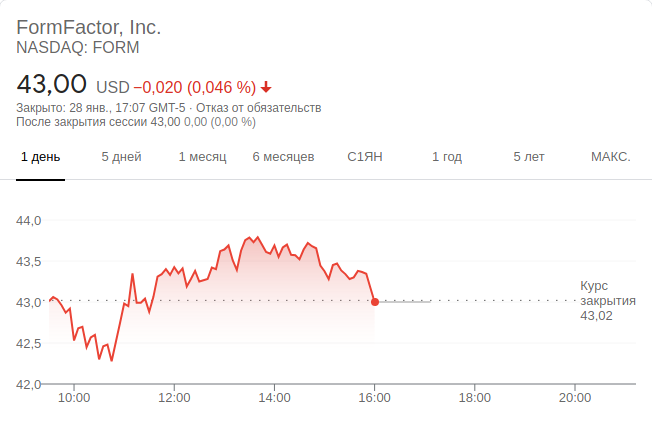 FormFactor, Inc.
NASDAQ: FORM
43,00 USD −0,020 (0,046 %)
Закрыто: 28 янв., 17:07 GMT-5 · Отказ от обязательств
После закрытия сессии 43,00 0,00 (0,00 %)
1 день 5 дней 1 месяц 6 месяцев С1ЯН 1 год 5 лет МАКС.
44,0
43,5
43,0
42,5
42,0
Курс
закрытия
43,02
10:00 12:00 14:00 16:00 18:00 20:00